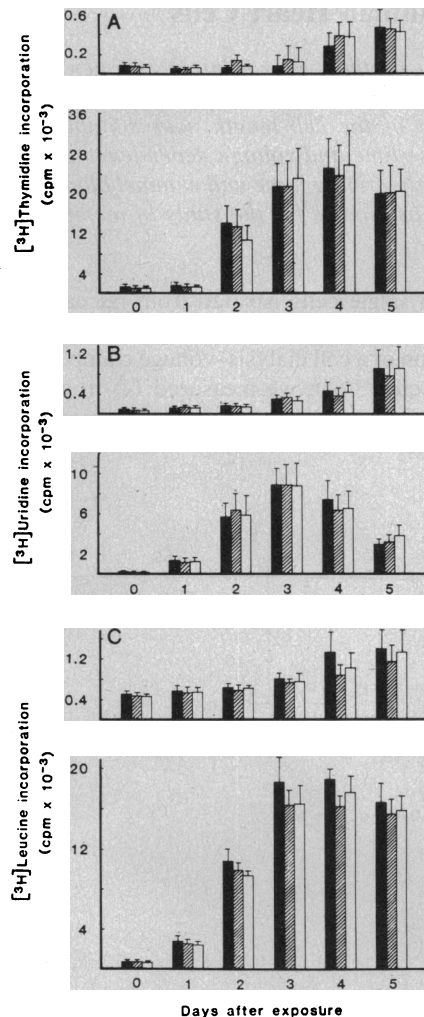 A
0.6
0.2
[³H]Thymidine incorporation
(cpm x 10⁻³)
36
28
20
12
4
0 1 2 3 4 5
B
1.2
0.4
[³H]Uridine incorporation
(cpm x 10⁻³)
10
6
2
0 1 2 3 4 5
C
1.2
0.4
[³H]Leucine incorporation
(cpm x 10⁻³)
20
12
4
0 1 2 3 4 5
Days after exposure